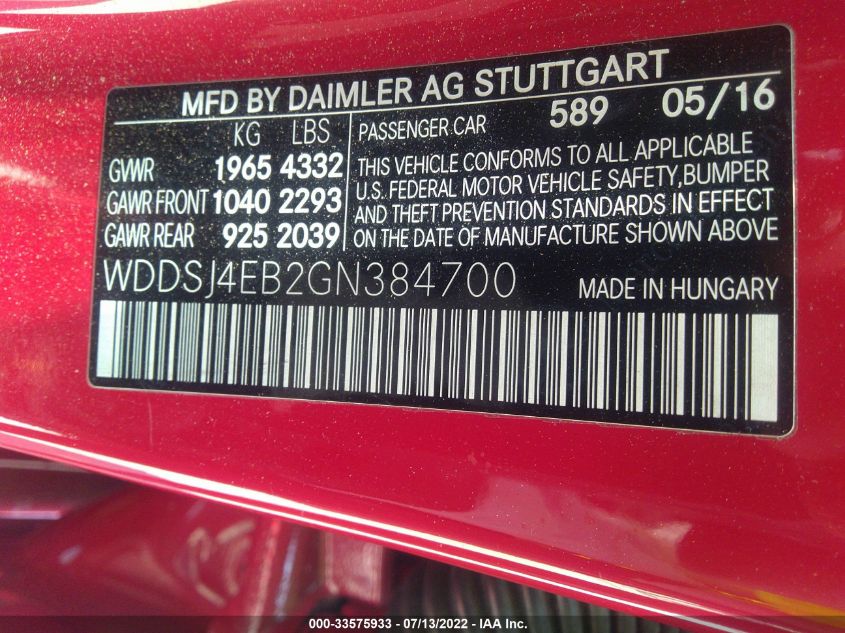 MFD BY DAIMLER AG STUTTGART
KG LBS
GVWR 1965 4332
GAWR FRONT 1040 2293
GAWR REAR 925 2039
PASSENGER CAR 589 05/16
THIS VEHICLE CONFORMS TO ALL APPLICABLE
U.S. FEDERAL MOTOR VEHICLE SAFETY,BUMPER
AND THEFT PREVENTION STANDARDS IN EFFECT
ON THE DATE OF MANUFACTURE SHOWN ABOVE
WDDSJ4EB2GN384700 MADE IN HUNGARY
000-33575933 - 07/13/2022 - IAA Inc.